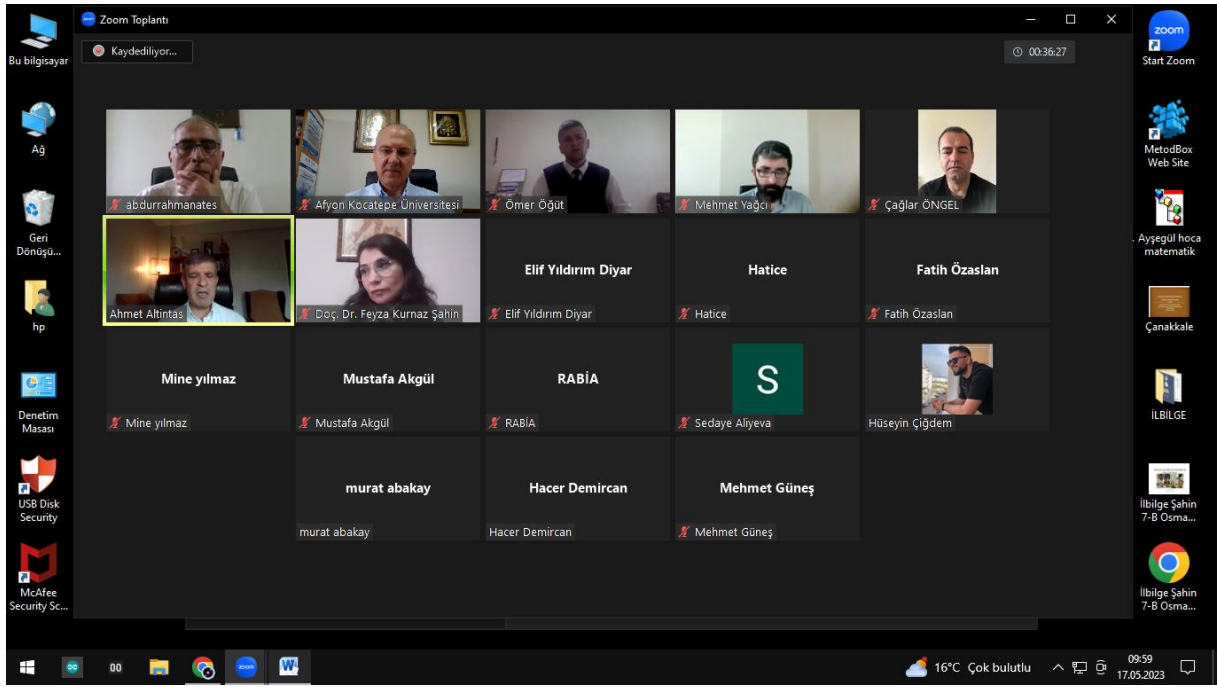 Zoom Toplantı
Kaydediliyor...
00:36:27
abdurrahmanates
Afyon Kocatepe Üniversitesi
Ömer Öğüt
Mehmet Yağcı
Çağlar ÖNGEL
Ahmet Altintas
Doç. Dr. Feyza Kurnaz Şahin
Elif Yıldırım Diyar
Elif Yıldırım Diyar
Hatice
Hatice
Fatih Özaslan
Fatih Özaslan
Mine yılmaz
Mine yılmaz
Mustafa Akgül
Mustafa Akgül
RABİA
RABİA
S
Sedaye Aliyeva
Hüseyin Çiğdem
murat abakay
murat abakay
Hacer Demircan
Hacer Demircan
Mehmet Güneş
Mehmet Güneş
Bu bilgisayar
Ağ
Geri
Dönüşü...
hp
Denetim
Masası
USB Disk
Security
McAfee
Security Sc...
zoom
Start Zoom
MetodBox
Web Site
. Ayşegül hoca
matematik
Çanakkale
İLBİLGE
İlbilge Şahin
7-B Osma...
İlbilge Şahin
7-B Osma...
zoom
W
16°C Çok bulutlu
09:59
17.05.2023